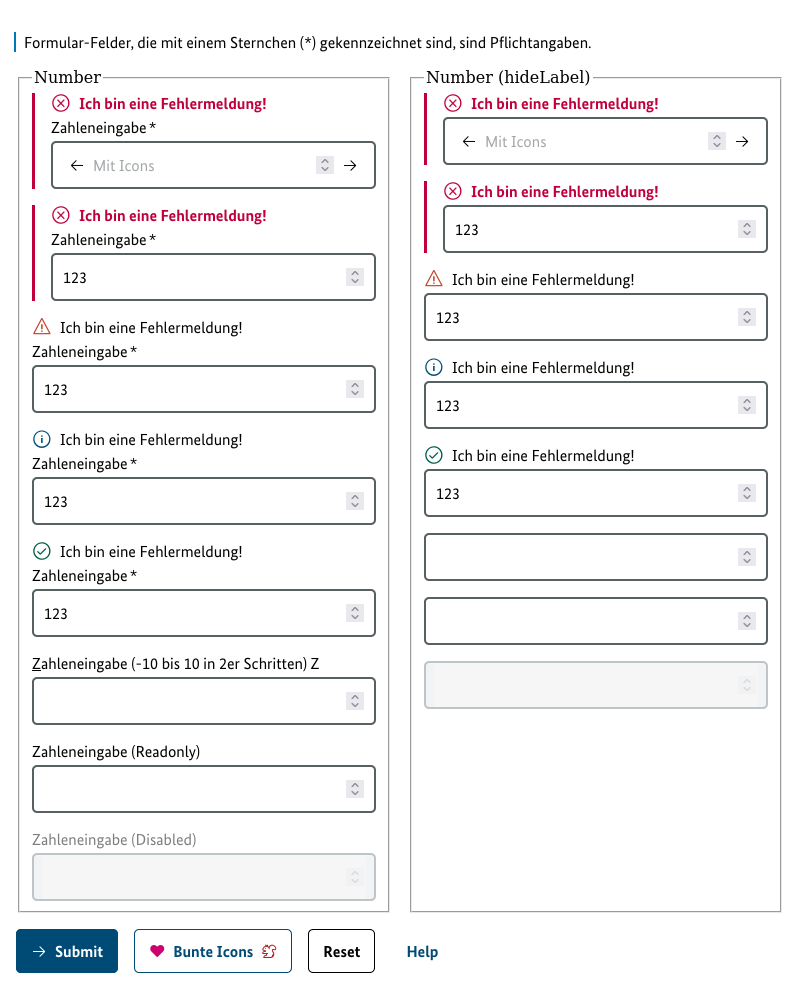 Formular-Felder, die mit einem Sternchen (*) gekennzeichnet sind, sind Pflichtangaben.
Number
Ich bin eine Fehlermeldung!
Zahleneingabe *
Mit Icons
Ich bin eine Fehlermeldung!
Zahleneingabe *
123
Ich bin eine Fehlermeldung!
Zahleneingabe *
123
Ich bin eine Fehlermeldung!
Zahleneingabe *
123
Ich bin eine Fehlermeldung!
Zahleneingabe *
123
Zahleneingabe (-10 bis 10 in 2er Schritten) Z
Zahleneingabe (Readonly)
Zahleneingabe (Disabled)
Number (hideLabel)
Ich bin eine Fehlermeldung!
Mit Icons
Ich bin eine Fehlermeldung!
123
Ich bin eine Fehlermeldung!
123
Ich bin eine Fehlermeldung!
123
Ich bin eine Fehlermeldung!
123
Submit
Bunte Icons
Reset
Help